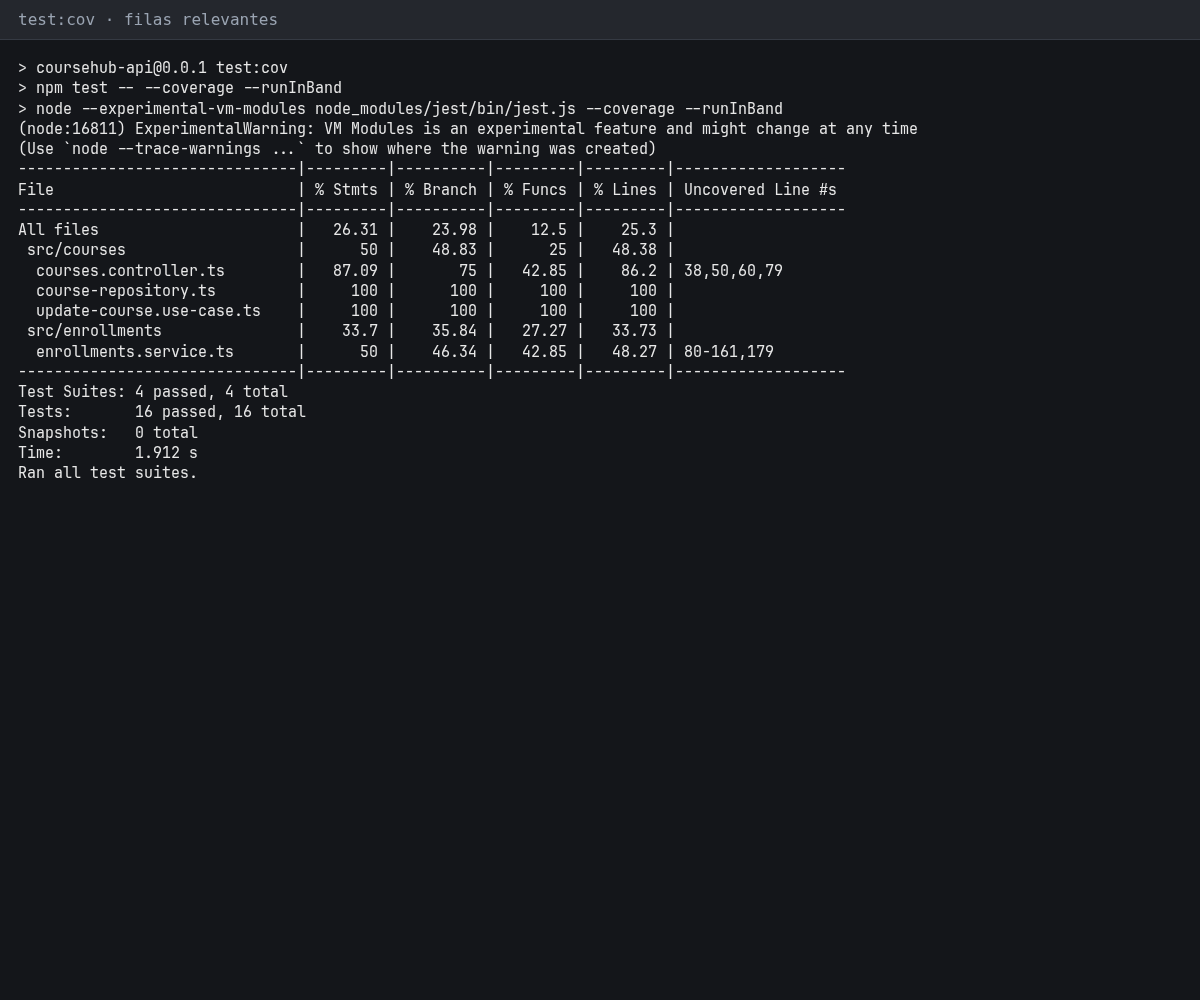 test:cov · filas relevantes
> coursehub-api@0.0.1 test:cov
> npm test -- --coverage --runInBand
> node --experimental-vm-modules node_modules/jest/bin/jest.js --coverage --runInBand
(node:16811) ExperimentalWarning: VM Modules is an experimental feature and might change at any time
(Use `node --trace-warnings ...` to show where the warning was created)
-------------------------------|---------|----------|---------|---------|-------------------
File                           | % Stmts | % Branch | % Funcs | % Lines | Uncovered Line #s
-------------------------------|---------|----------|---------|---------|-------------------
All files                      |   26.31 |    23.98 |    12.5 |    25.3 |
 src/courses                   |      50 |    48.83 |      25 |   48.38 |
  courses.controller.ts        |   87.09 |       75 |   42.85 |    86.2 | 38,50,60,79
  course-repository.ts         |     100 |      100 |     100 |     100 |
  update-course.use-case.ts    |     100 |      100 |     100 |     100 |
 src/enrollments               |    33.7 |    35.84 |   27.27 |   33.73 |
  enrollments.service.ts       |      50 |    46.34 |   42.85 |   48.27 | 80-161,179
-------------------------------|---------|----------|---------|---------|-------------------
Test Suites: 4 passed, 4 total
Tests:       16 passed, 16 total
Snapshots:   0 total
Time:        1.912 s
Ran all test suites.